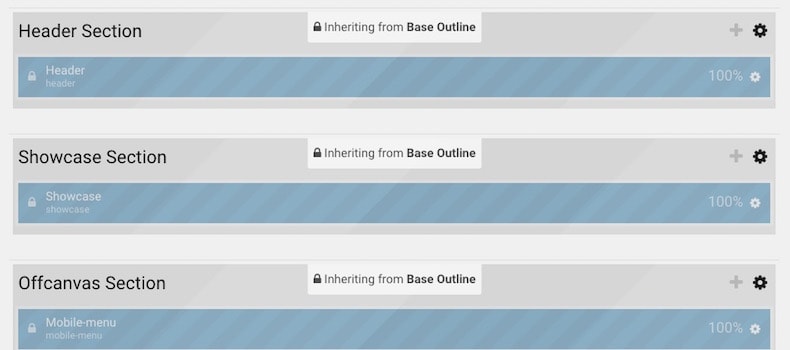 Header Section
Inheriting from Base Outline
Header
header
100%
Showcase Section
Inheriting from Base Outline
Showcase
showcase
100%
Offcanvas Section
Inheriting from Base Outline
Mobile-menu
mobile-menu
100%